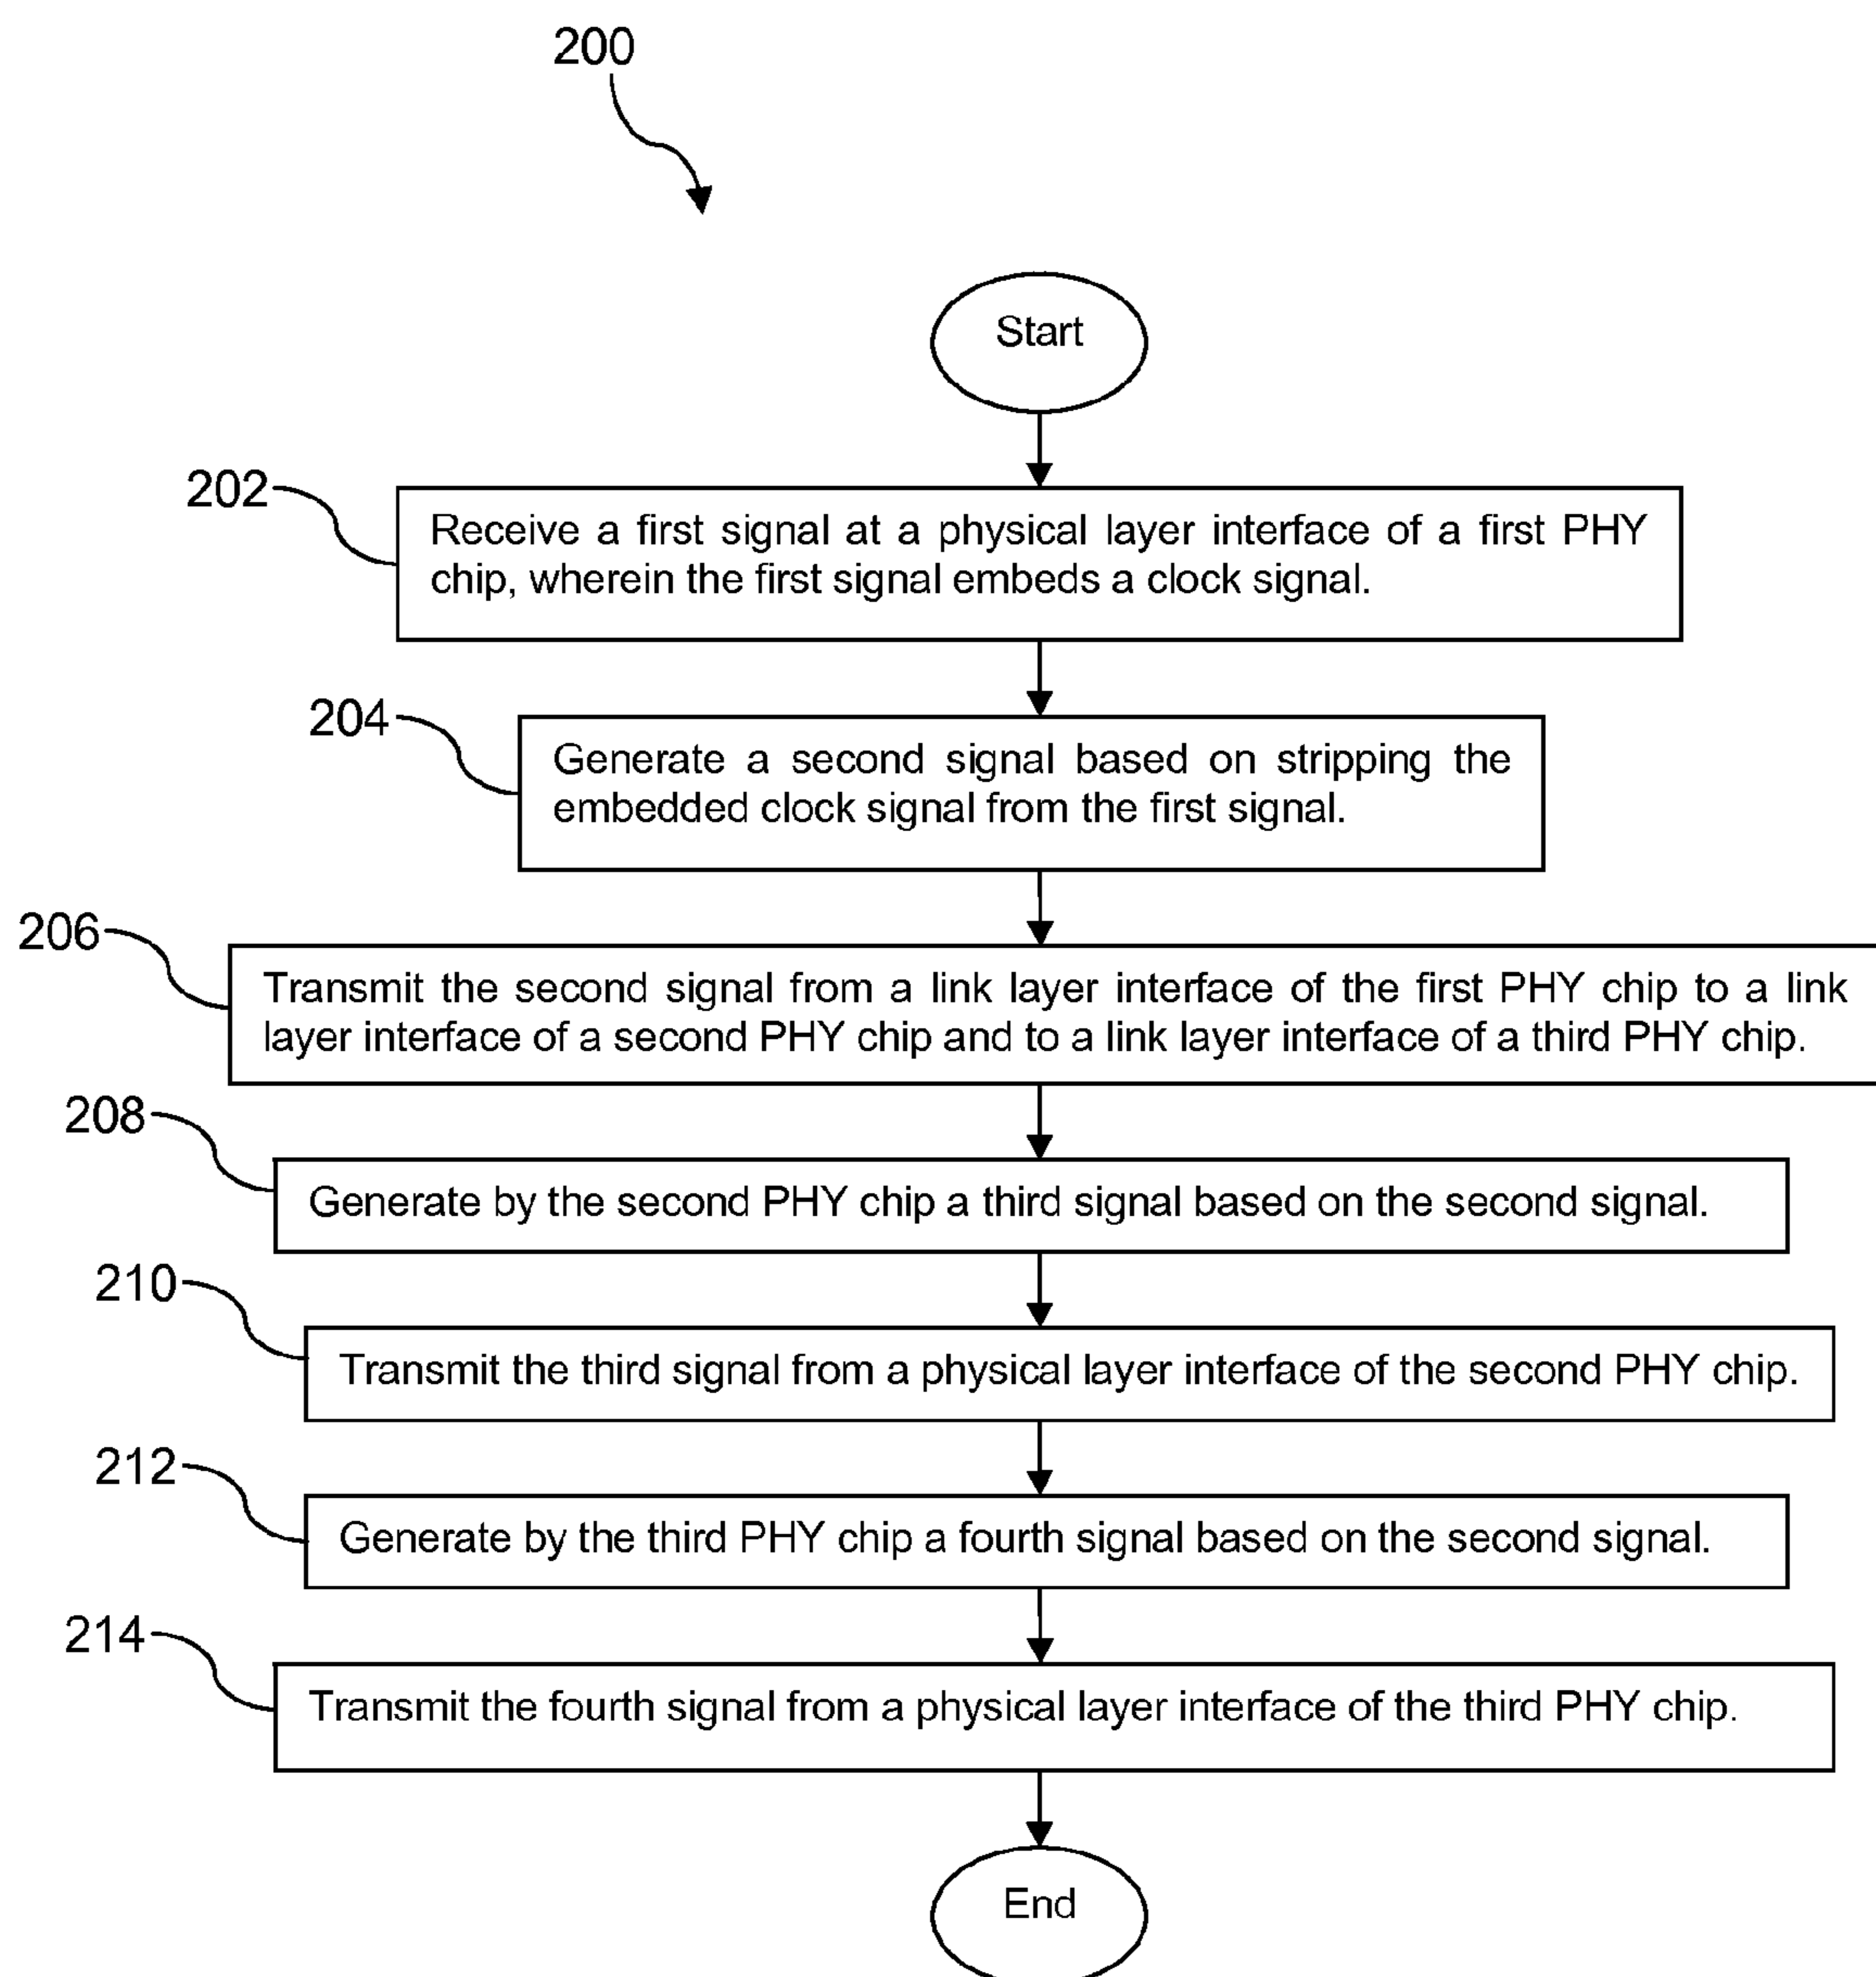 200
Start
202
Receive a first signal at a physical layer interface of a first PHY
chip, wherein the first signal embeds a clock signal.
204
Generate a second signal based on stripping the
embedded clock signal from the first signal.
206
Transmit the second signal from a link layer interface of the first PHY chip to a link
layer interface of a second PHY chip and to a link layer interface of a third PHY chip.
208
Generate by the second PHY chip a third signal based on the second signal.
210
Transmit the third signal from a physical layer interface of the second PHY chip.
212
Generate by the third PHY chip a fourth signal based on the second signal.
214
Transmit the fourth signal from a physical layer interface of the third PHY chip.
End